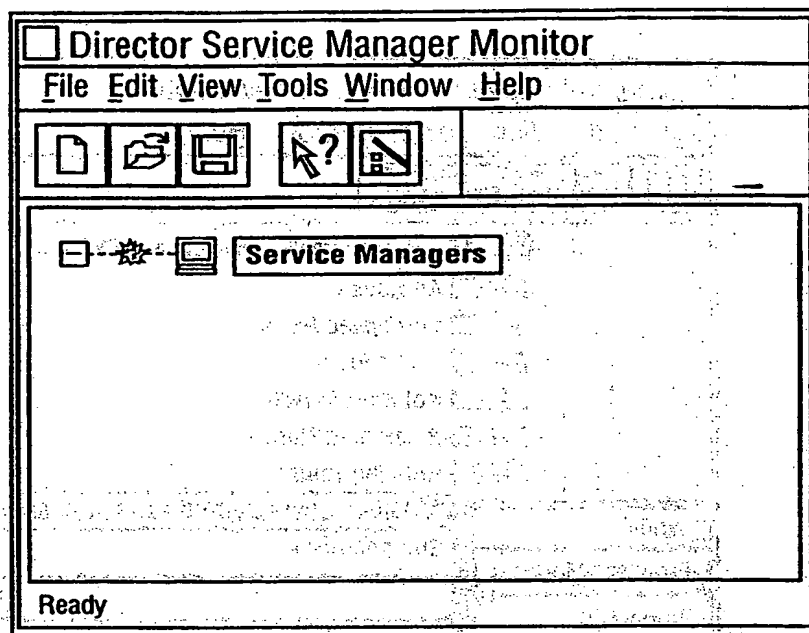 Director Service Manager Monitor
File Edit View Tools Window Help
?
Service Managers
Ready